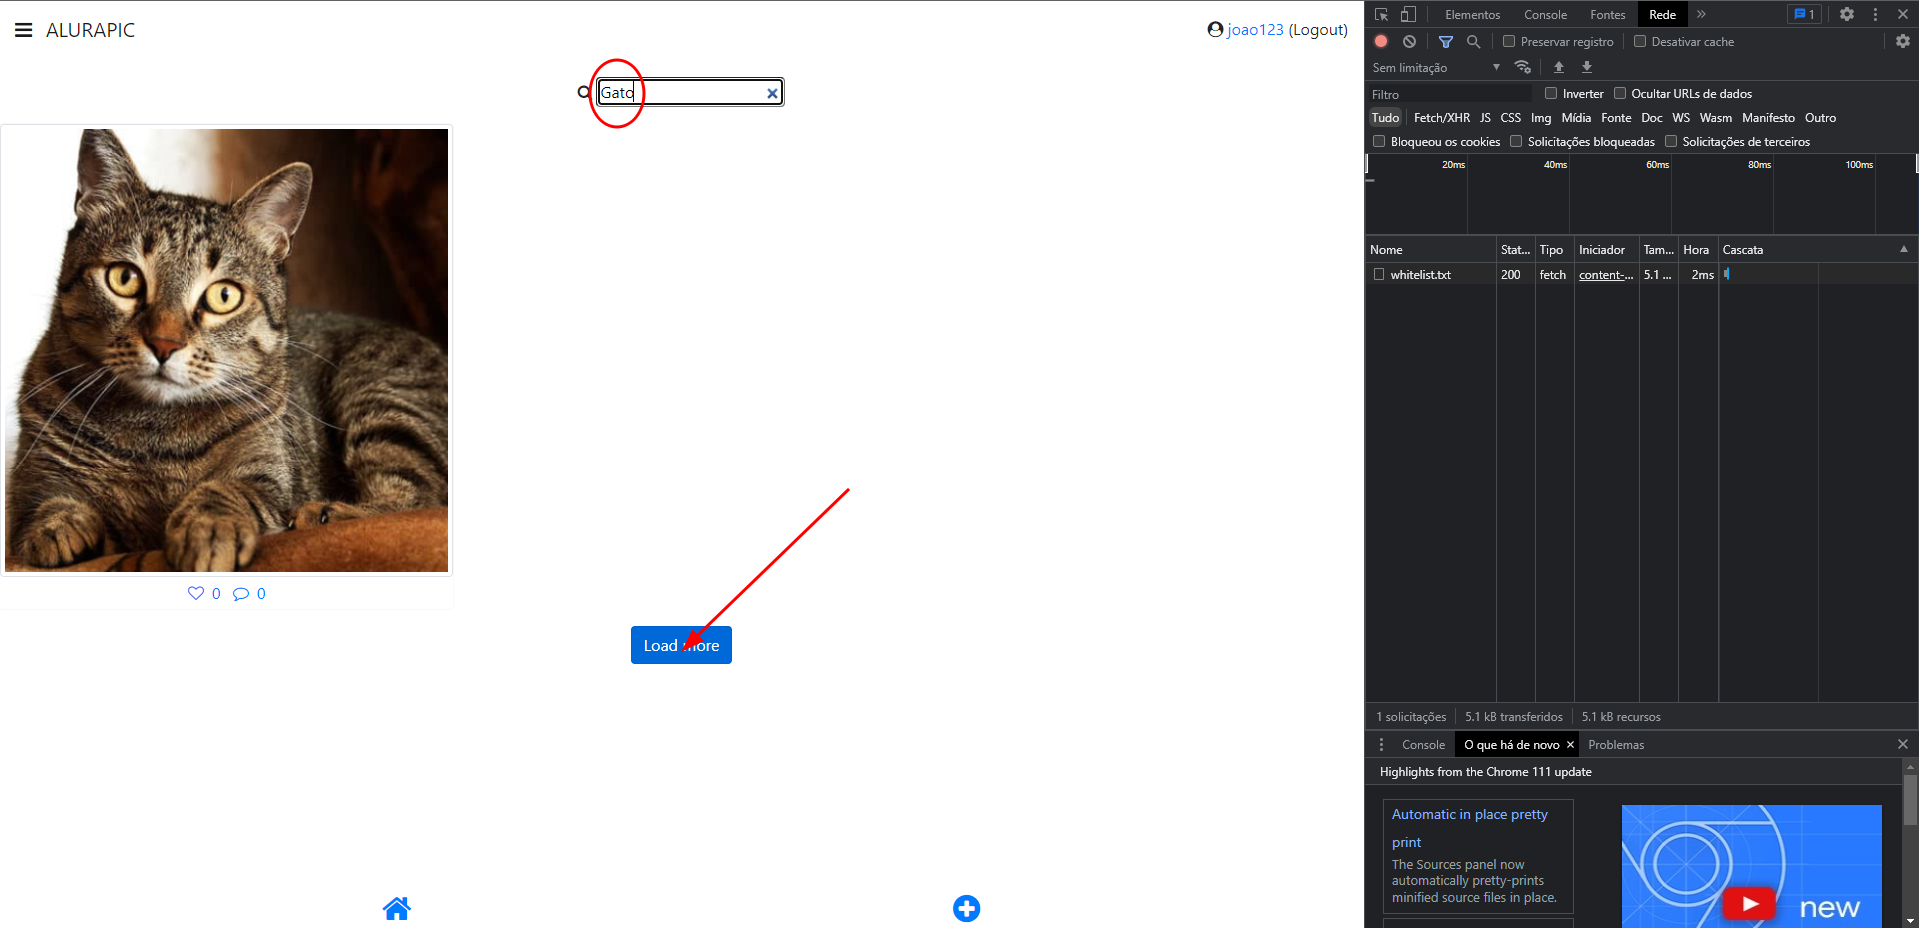 ALURAPIC
joao123 (Logout)
Gato
0 0
Load more
Elementos Console Fontes Rede 1
Preservar registro Desativar cache
Sem limitação
Filtro Inverter Ocultar URLs de dados
Tudo Fetch/XHR JS CSS Img Mídia Fonte Doc WS Wasm Manifesto Outro
Bloqueou os cookies Solicitações bloqueadas Solicitações de terceiros
20ms 40ms 60ms 80ms 100ms
Nome Stat... Tipo Iniciador Tam... Hora Cascata
whitelist.txt 200 fetch content-... 5.1 ... 2ms
1 solicitações 5.1 kB transferidos 5.1 kB recursos
Console O que há de novo Problemas
Highlights from the Chrome 111 update
Automatic in place pretty
print
The Sources panel now
automatically pretty-prints
minified source files in place.
new